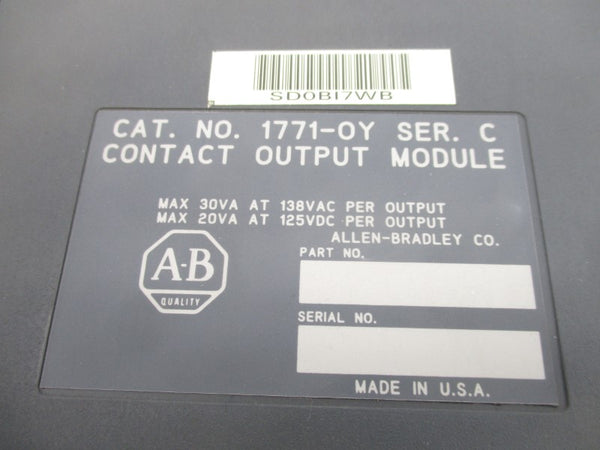 SD0BI7WB
CAT. NO. 1771-OY SER. C
CONTACT OUTPUT MODULE
MAX 30VA AT 138VAC PER OUTPUT
MAX 20VA AT 125VDC PER OUTPUT
ALLEN-BRADLEY CO.
A-B
QUALITY
PART NO.
SERIAL NO.
MADE IN U.S.A.